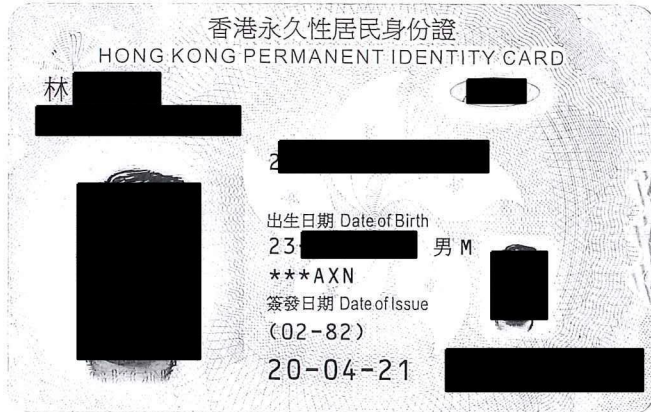 香港永久性居民身份證
HONG KONG PERMANENT IDENTITY CARD
林
2
出生日期 Date of Birth
23- 男 M
***AXN
簽發日期 Date of Issue
(02-82)
20-04-21